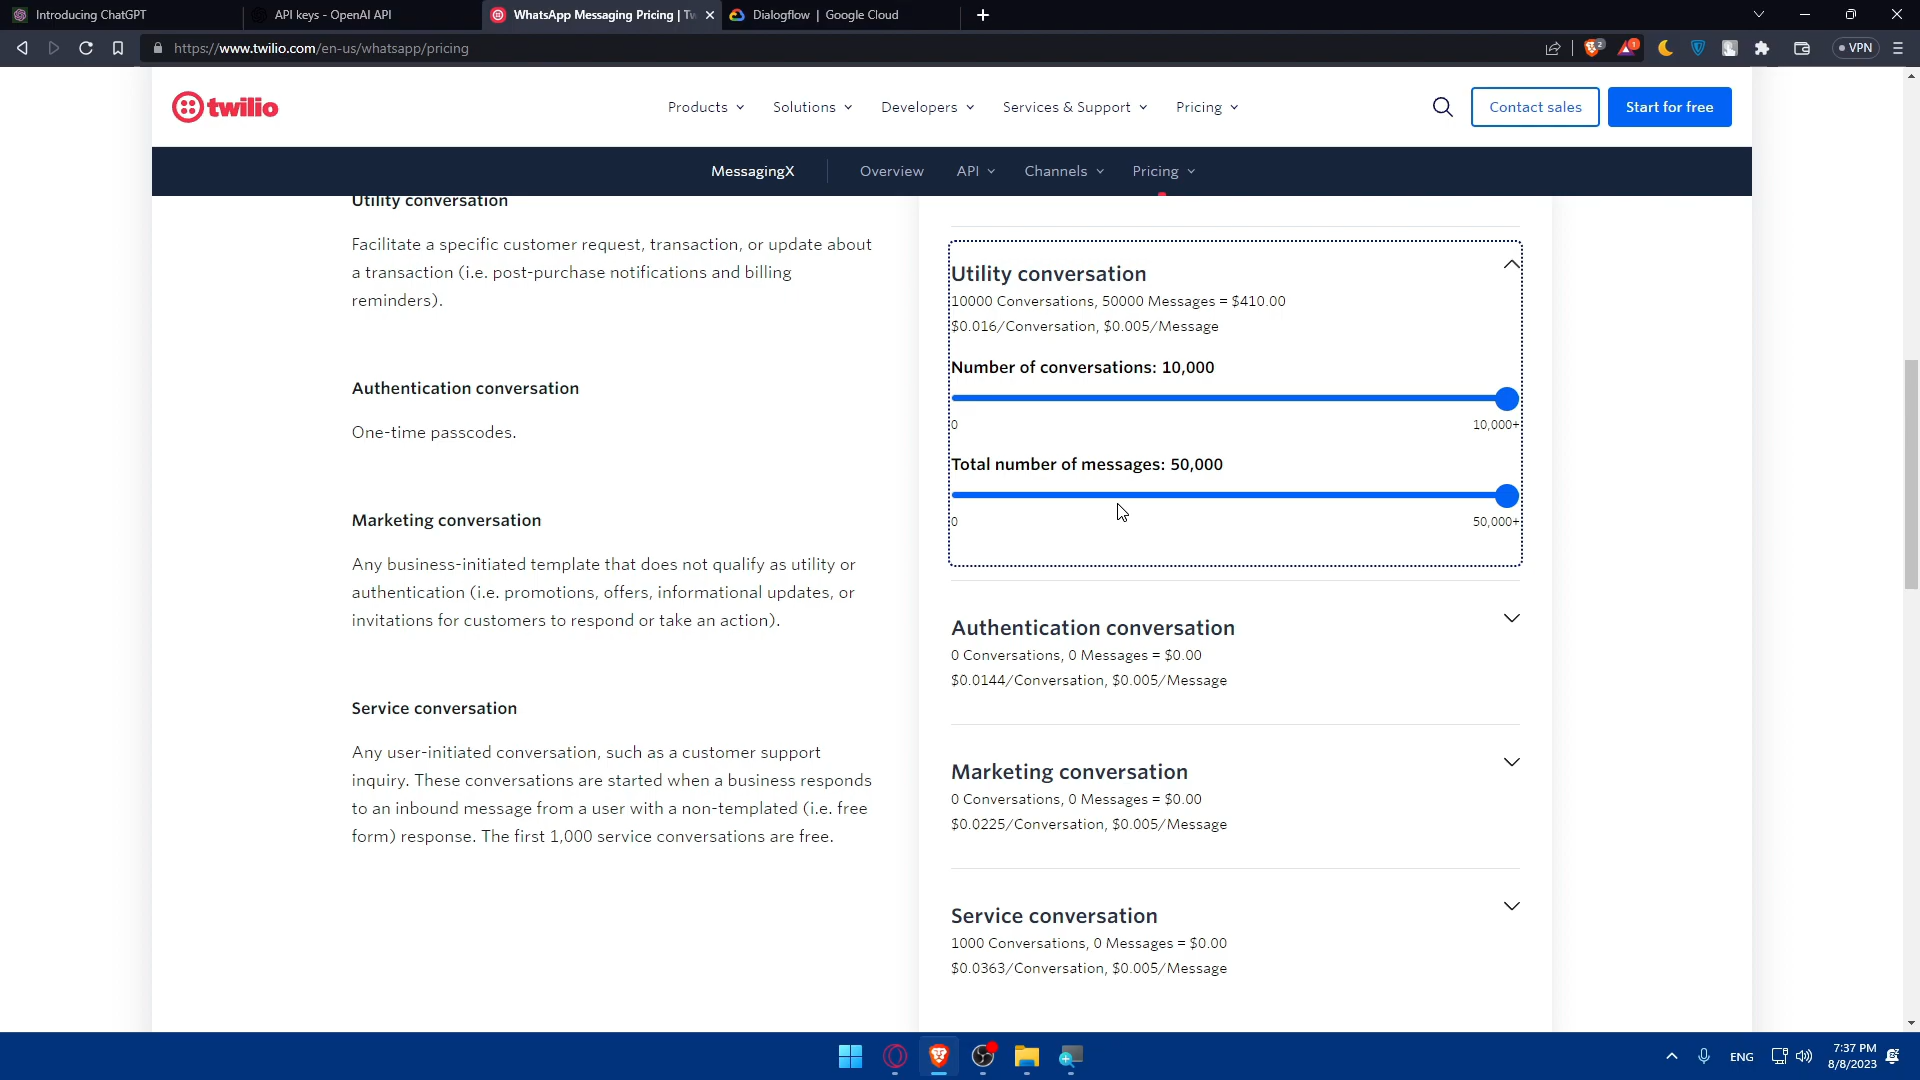 Introducing ChatGPT
API keys - OpenAI API
WhatsApp Messaging Pricing | Tw
Dialogflow | Google Cloud
https://www.twilio.com/en-us/whatsapp/pricing
2
1
VPN
twilio
Products
Solutions
Developers
Services & Support
Pricing
Contact sales
Start for free
MessagingX
Overview
API
Channels
Pricing
Utility conversation
Facilitate a specific customer request, transaction, or update about
a transaction (i.e. post-purchase notifications and billing
reminders).
Authentication conversation
One-time passcodes.
Marketing conversation
Any business-initiated template that does not qualify as utility or
authentication (i.e. promotions, offers, informational updates, or
invitations for customers to respond or take an action).
Service conversation
Any user-initiated conversation, such as a customer support
inquiry. These conversations are started when a business responds
to an inbound message from a user with a non-templated (i.e. free
form) response. The first 1,000 service conversations are free.
Utility conversation
10000 Conversations, 50000 Messages = $410.00
$0.016/Conversation, $0.005/Message
Number of conversations: 10,000
0
10,000+
Total number of messages: 50,000
0
50,000+
Authentication conversation
0 Conversations, 0 Messages = $0.00
$0.0144/Conversation, $0.005/Message
Marketing conversation
0 Conversations, 0 Messages = $0.00
$0.0225/Conversation, $0.005/Message
Service conversation
1000 Conversations, 0 Messages = $0.00
$0.0363/Conversation, $0.005/Message
ENG
7:37 PM
8/8/2023